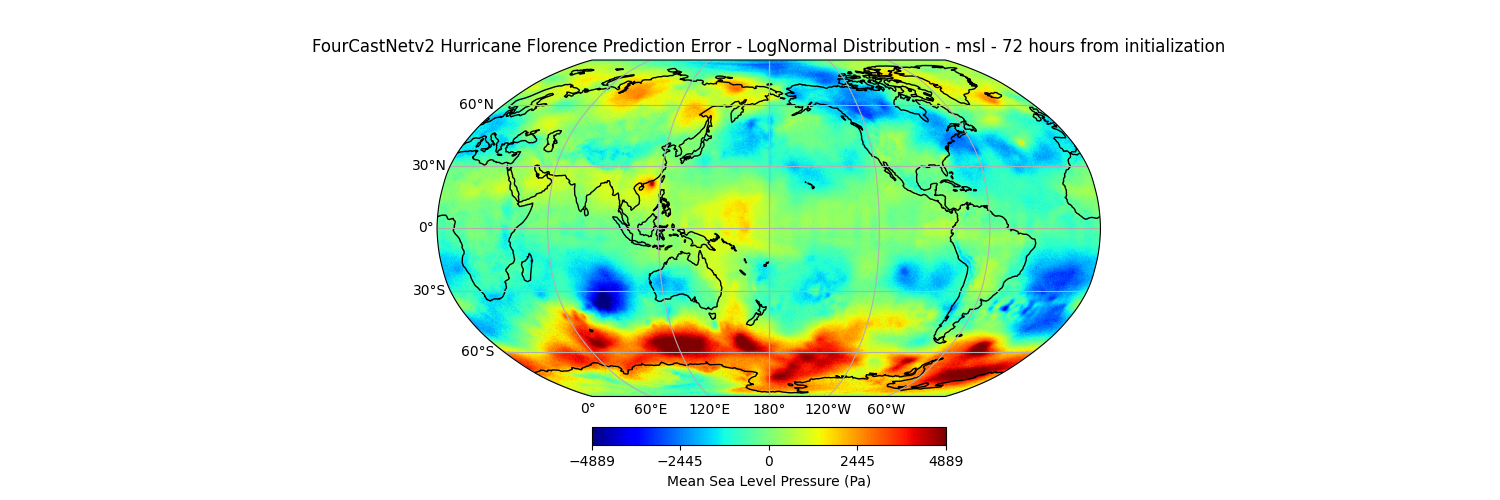 FourCastNetv2 Hurricane Florence Prediction Error - LogNormal Distribution - msl - 72 hours from initialization
60°N
30°N
0°
30°S
60°S
0° 60°E 120°E 180° 120°W 60°W
−4889 −2445 0 2445 4889
Mean Sea Level Pressure (Pa)